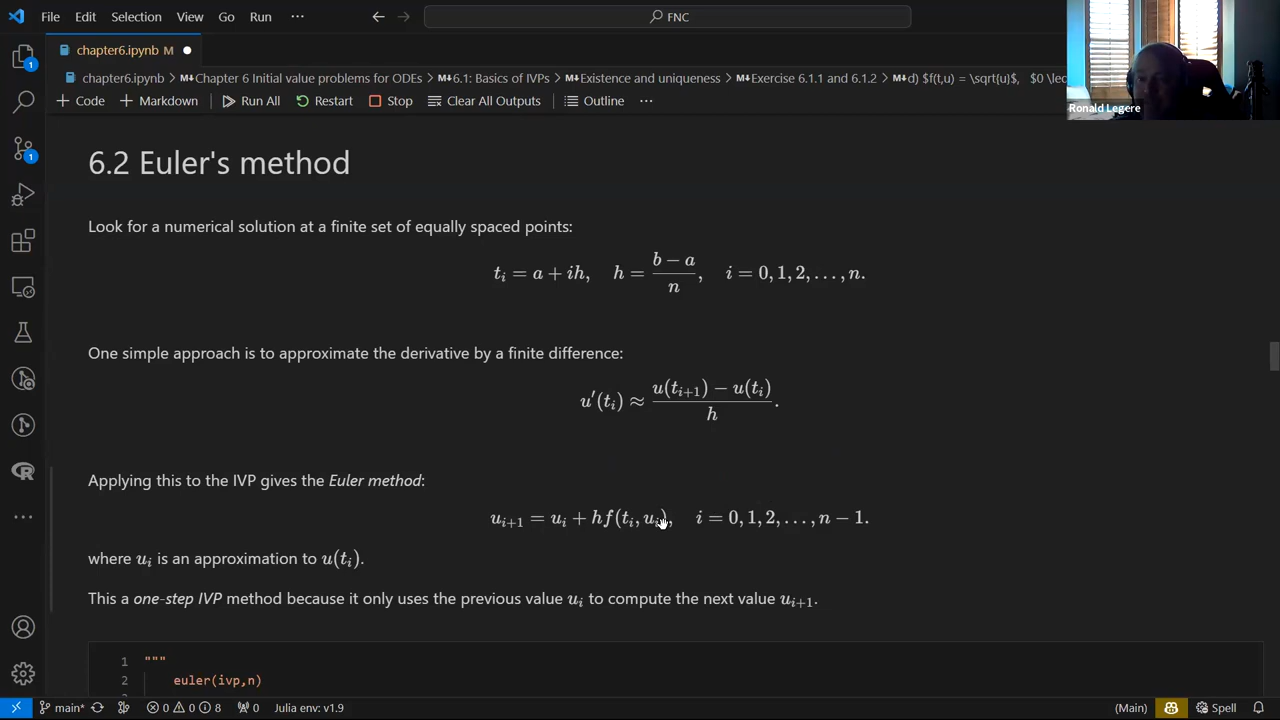 File Edit Selection View Go Run ··· FNC
chapter6.ipynb M
chapter6.ipynb > M↓ Chapter 6: Initial value problems for > M↓ 6.1: Basics of IVPs > M↓ Existence and uniqueness > M↓ Exercise 6.1.1 and 6.1.2 > M↓ d) $f(t,u) = \sqrt{u}$, $0 \le
+ Code + Markdown Run All Restart Clear All Outputs Outline ···
Ronald Legere
6.2 Euler's method
Look for a numerical solution at a finite set of equally spaced points:
t_i = a + ih, h = \frac{b − a}{n}, i = 0, 1, 2, . . . , n.
One simple approach is to approximate the derivative by a finite difference:
u′(t_i) ≈ \frac{u(t_{i+1}) − u(t_i)}{h}.
Applying this to the IVP gives the Euler method:
u_{i+1} = u_i + hf(t_i, u_i), i = 0, 1, 2, . . . , n − 1.
where u_i is an approximation to u(t_i).
This a one-step IVP method because it only uses the previous value u_i to compute the next value u_{i+1}.
1 """
2 euler(ivp,n)
main* 0 0 8 0 Julia env: v1.9 (Main) Spell